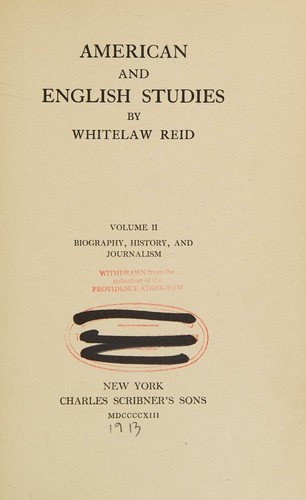 AMERICAN
AND
ENGLISH STUDIES
BY
WHITELAW REID
VOLUME II
BIOGRAPHY, HISTORY, AND
JOURNALISM
WITHDRAWN from the
collection of the
PROVIDENCE ATHENÆUM
NEW YORK
CHARLES SCRIBNER'S SONS
MDCCCCXIII
1913